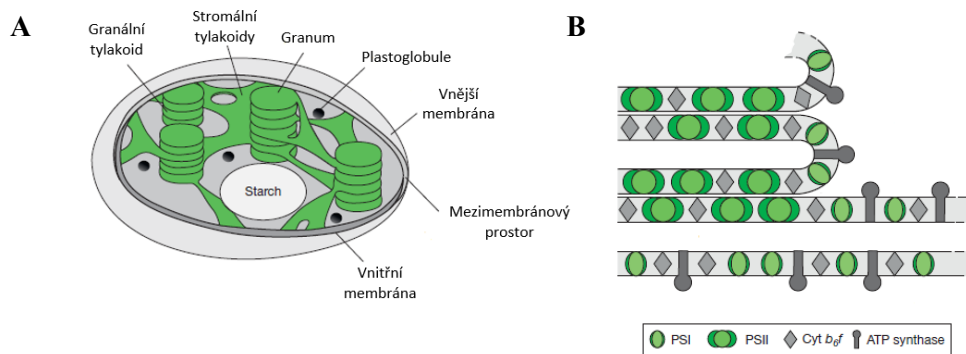 A
Granální
tylakoid
Stromální
tylakoidy
Granum
Plastoglobule
Vnější
membrána
Starch
Mezimembránový
prostor
Vnitřní
membrána
B
PSI
PSII
Cyt b6f
ATP synthase